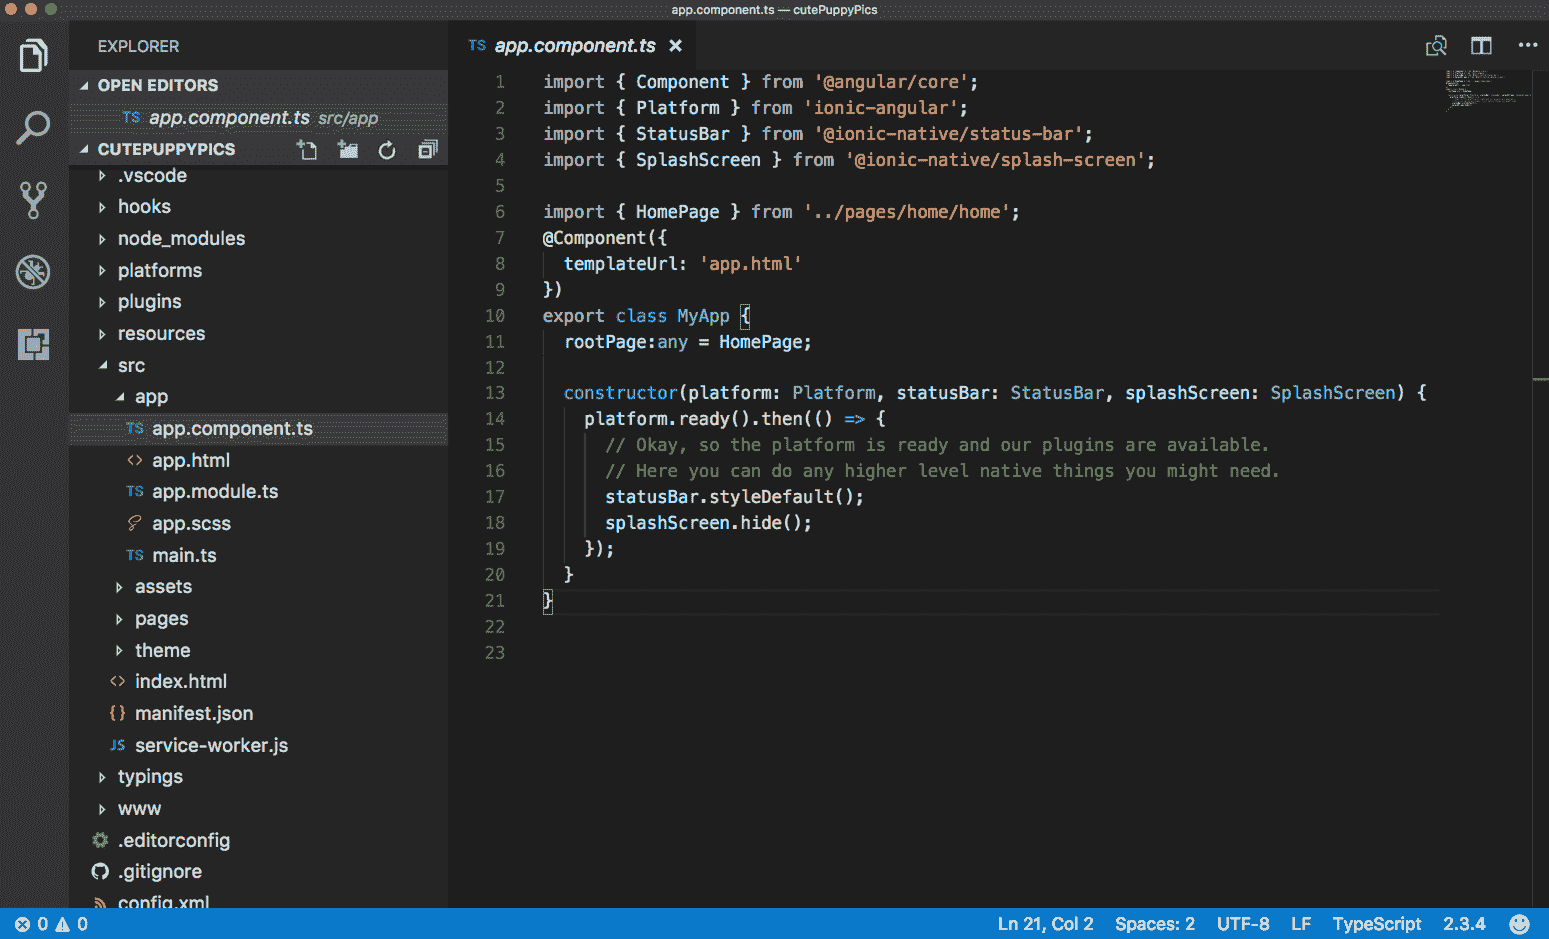 app.component.ts — cutePuppyPics
EXPLORER
OPEN EDITORS
TS app.component.ts src/app
CUTEPUPPYPICS
.vscode
hooks
node_modules
platforms
plugins
resources
src
app
TS app.component.ts
<> app.html
TS app.module.ts
app.scss
TS main.ts
assets
pages
theme
<> index.html
{} manifest.json
JS service-worker.js
typings
www
.editorconfig
.gitignore
config.xml
TS app.component.ts ×
1 import { Component } from '@angular/core';
2 import { Platform } from 'ionic-angular';
3 import { StatusBar } from '@ionic-native/status-bar';
4 import { SplashScreen } from '@ionic-native/splash-screen';
5
6 import { HomePage } from '../pages/home/home';
7 @Component({
8   templateUrl: 'app.html'
9 })
10 export class MyApp {
11   rootPage:any = HomePage;
12
13   constructor(platform: Platform, statusBar: StatusBar, splashScreen: SplashScreen) {
14     platform.ready().then(() => {
15       // Okay, so the platform is ready and our plugins are available.
16       // Here you can do any higher level native things you might need.
17       statusBar.styleDefault();
18       splashScreen.hide();
19     });
20   }
21 }
22
23
0 0 Ln 21, Col 2 Spaces: 2 UTF-8 LF TypeScript 2.3.4